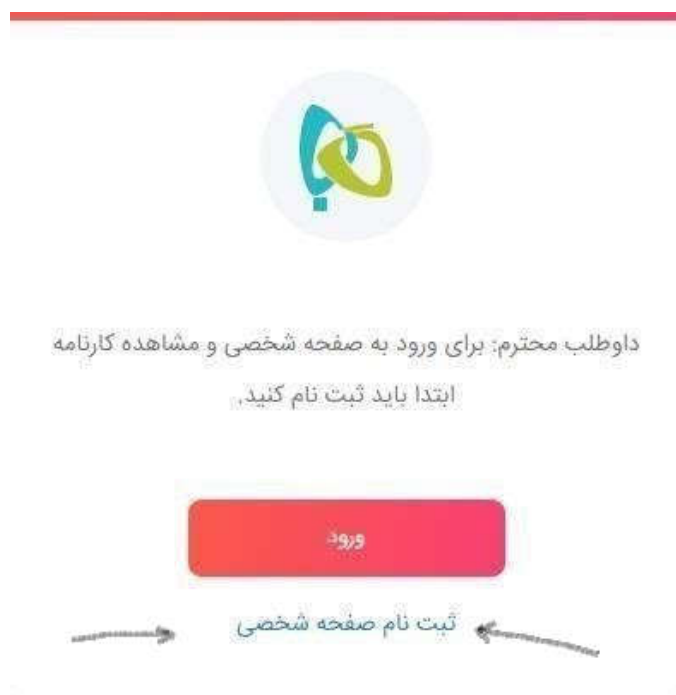 داوطلب محترم: برای ورود به صفحه شخصی و مشاهده کارنامه
ابتدا باید ثبت نام کنید.
ورود
ثبت نام صفحه شخصی